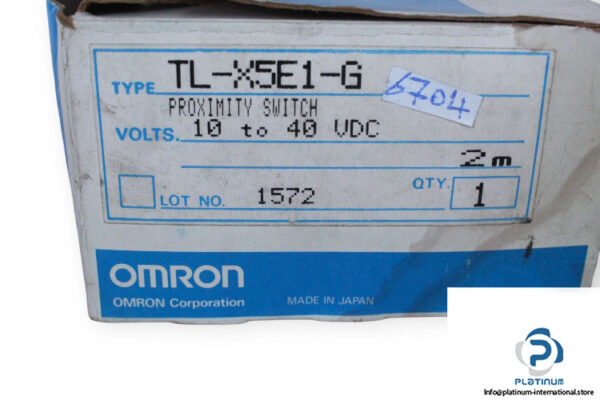 TYPE TL-X5E1-G
6704
PROXIMITY SWITCH
VOLTS. 10 to 40 VDC
2m
LOT NO. 1572 QTY. 1
OMRON
OMRON Corporation MADE IN JAPAN
PLATINUM
Info@platinum-international.store